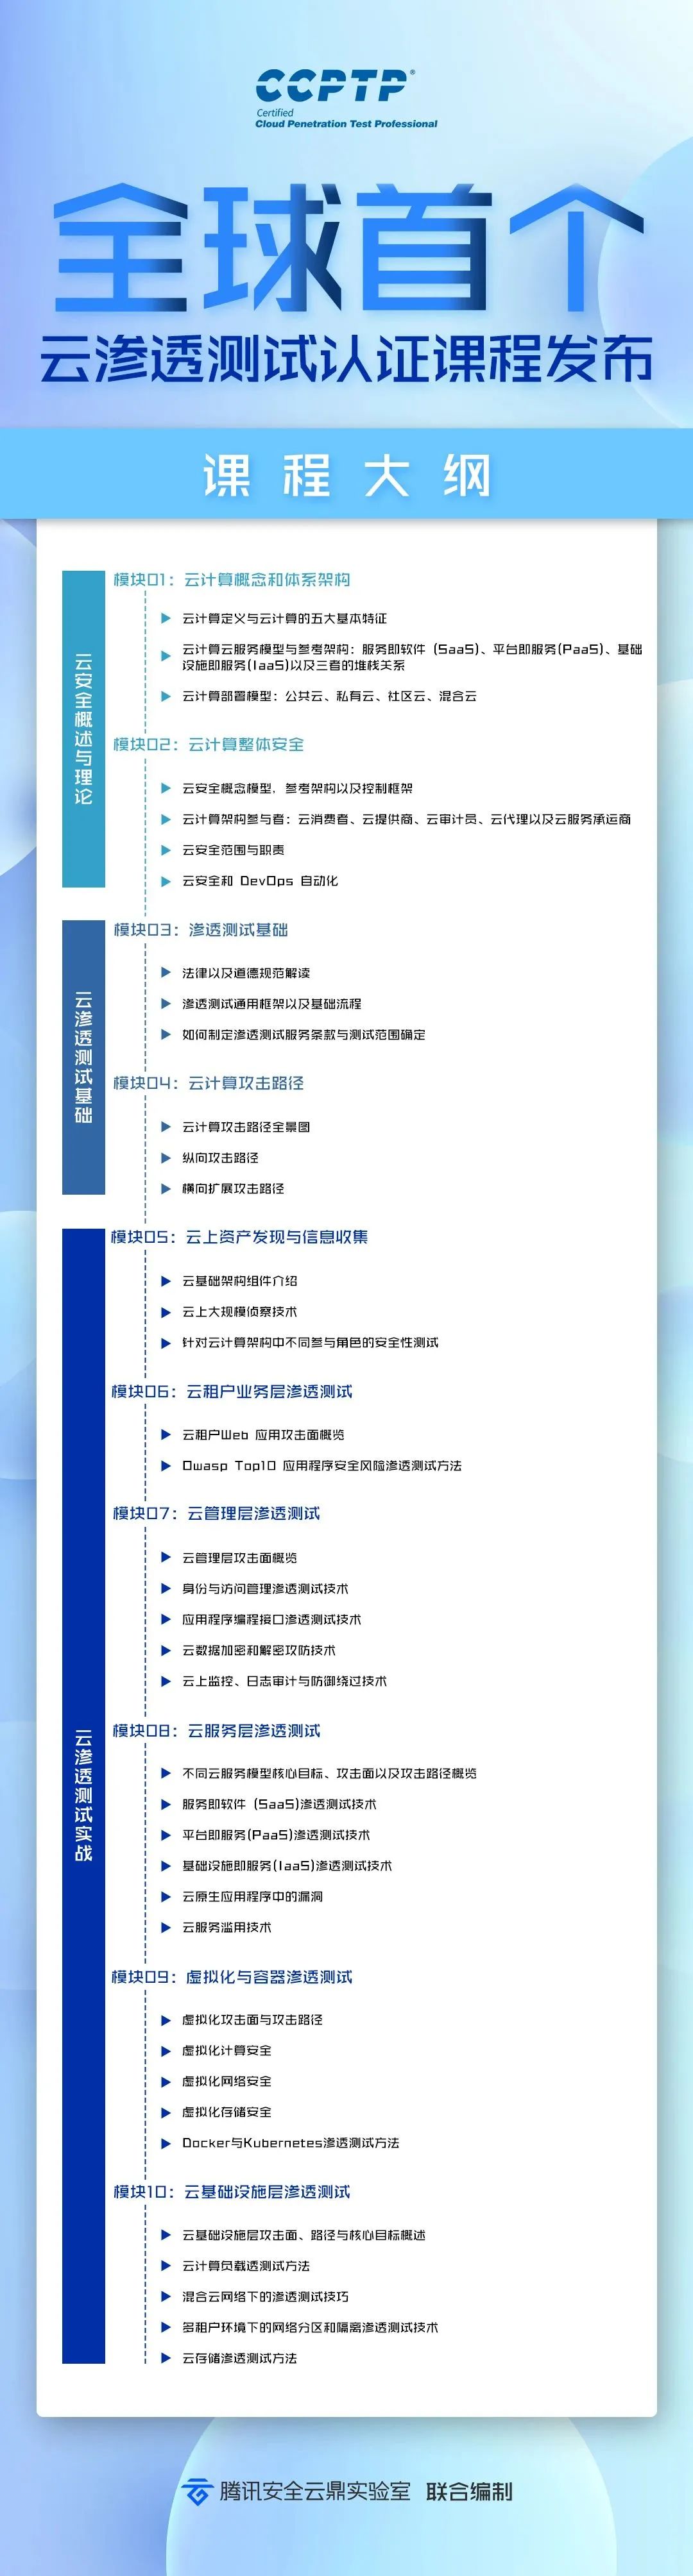 CCPTP®
Certified
Cloud Penetration Test Professional
全球首个
云渗透测试认证课程发布
课程大纲
云安全概述与理论
模块01：云计算概念和体系架构
云计算定义与云计算的五大基本特征
云计算云服务模型与参考架构：服务即软件 (SaaS)、平台即服务(PaaS)、基础
设施即服务(IaaS)以及三者的堆栈关系
云计算部署模型：公共云、私有云、社区云、混合云
模块02：云计算整体安全
云安全概念模型，参考架构以及控制框架
云计算架构参与者：云消费者、云提供商、云审计员、云代理以及云服务承运商
云安全范围与职责
云安全和 DevOps 自动化
云渗透测试基础
模块03：渗透测试基础
法律以及道德规范解读
渗透测试通用框架以及基础流程
如何制定渗透测试服务条款与测试范围确定
模块04：云计算攻击路径
云计算攻击路径全景图
纵向攻击路径
横向扩展攻击路径
云渗透测试实战
模块05：云上资产发现与信息收集
云基础架构组件介绍
云上大规模侦察技术
针对云计算架构中不同参与角色的安全性测试
模块06：云租户业务层渗透测试
云租户Web 应用攻击面概览
Owasp Top10 应用程序安全风险渗透测试方法
模块07：云管理层渗透测试
云管理层攻击面概览
身份与访问管理渗透测试技术
应用程序编程接口渗透测试技术
云数据加密和解密攻防技术
云上监控、日志审计与防御绕过技术
模块08：云服务层渗透测试
不同云服务模型核心目标、攻击面以及攻击路径概览
服务即软件 (SaaS)渗透测试技术
平台即服务(PaaS)渗透测试技术
基础设施即服务(IaaS)渗透测试技术
云原生应用程序中的漏洞
云服务滥用技术
模块09：虚拟化与容器渗透测试
虚拟化攻击面与攻击路径
虚拟化计算安全
虚拟化网络安全
虚拟化存储安全
Docker与Kubernetes渗透测试方法
模块10：云基础设施层渗透测试
云基础设施层攻击面、路径与核心目标概述
云计算负载透测试方法
混合云网络下的渗透测试技巧
多租户环境下的网络分区和隔离渗透测试技术
云存储渗透测试方法
腾讯安全云鼎实验室 联合编制